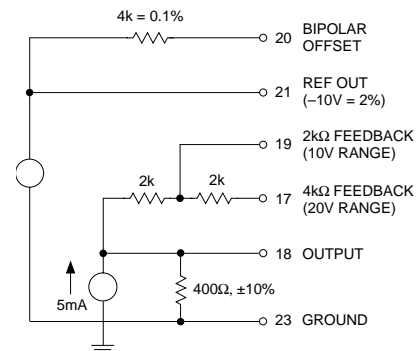 4k = 0.1%
20 BIPOLAR
OFFSET
21 REF OUT
(–10V = 2%)
19 2kΩ FEEDBACK
(10V RANGE)
2k 2k
17 4kΩ FEEDBACK
(20V RANGE)
18 OUTPUT
5mA
400Ω, ±10%
23 GROUND